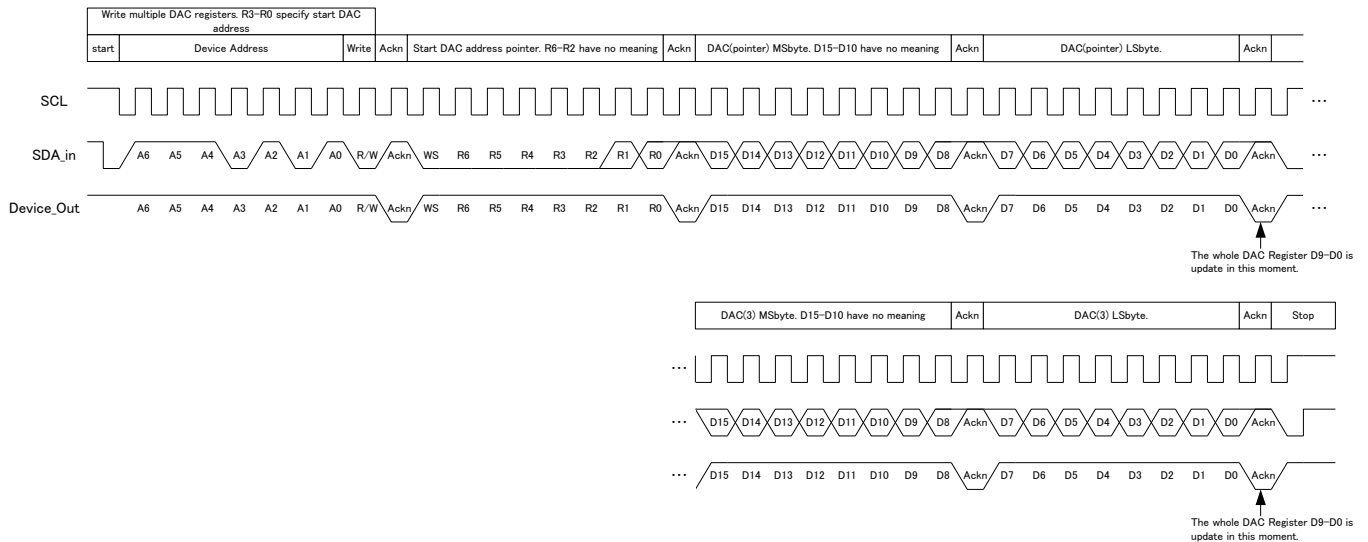 Write multiple DAC registers. R3-R0 specify start DAC
address
start Device Address Write Ackn Start DAC address pointer. R6-R2 have no meaning Ackn DAC(pointer) MSbyte. D15-D10 have no meaning Ackn DAC(pointer) LSbyte. Ackn
SCL ...
SDA_in A6 A5 A4 A3 A2 A1 A0 R/W Ackn WS R6 R5 R4 R3 R2 R1 R0 Ackn D15 D14 D13 D12 D11 D10 D9 D8 Ackn D7 D6 D5 D4 D3 D2 D1 D0 Ackn ...
Device_Out A6 A5 A4 A3 A2 A1 A0 R/W Ackn WS R6 R5 R4 R3 R2 R1 R0 Ackn D15 D14 D13 D12 D11 D10 D9 D8 Ackn D7 D6 D5 D4 D3 D2 D1 D0 Ackn ...
The whole DAC Register D9-D0 is
update in this moment.
DAC(3) MSbyte. D15-D10 have no meaning Ackn DAC(3) LSbyte. Ackn Stop
...
... D15 D14 D13 D12 D11 D10 D9 D8 Ackn D7 D6 D5 D4 D3 D2 D1 D0 Ackn
... D15 D14 D13 D12 D11 D10 D9 D8 Ackn D7 D6 D5 D4 D3 D2 D1 D0 Ackn
The whole DAC Register D9-D0 is
update in this moment.